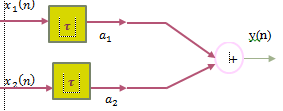 x₁(n)
τ
a₁
y(n)
+
x₂(n)
τ
a₂